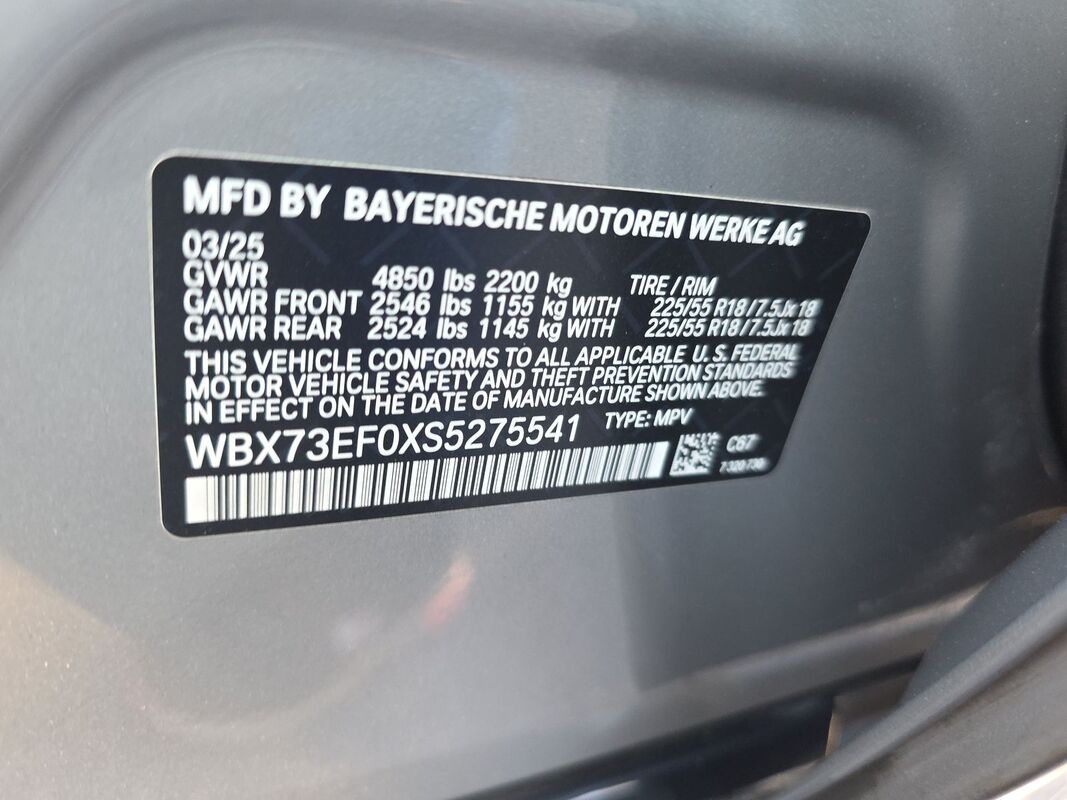 MFD BY BAYERISCHE MOTOREN WERKE AG
03/25
GVWR 4850 lbs 2200 kg TIRE / RIM
GAWR FRONT 2546 lbs 1155 kg WITH 225/55 R18/7.5Jx18
GAWR REAR 2524 lbs 1145 kg WITH 225/55 R18/7.5Jx18
THIS VEHICLE CONFORMS TO ALL APPLICABLE U. S. FEDERAL
MOTOR VEHICLE SAFETY AND THEFT PREVENTION STANDARDS
IN EFFECT ON THE DATE OF MANUFACTURE SHOWN ABOVE.
WBX73EF0XS5275541 TYPE: MPV